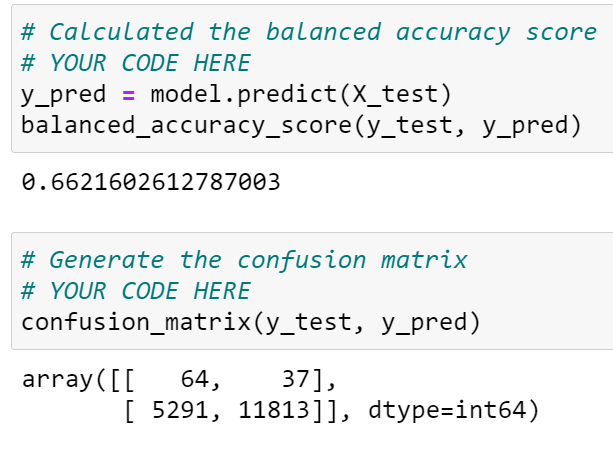 # Calculated the balanced accuracy score
# YOUR CODE HERE
y_pred = model.predict(X_test)
balanced_accuracy_score(y_test, y_pred)
0.6621602612787003
# Generate the confusion matrix
# YOUR CODE HERE
confusion_matrix(y_test, y_pred)
array([[   64,    37],
       [ 5291, 11813]], dtype=int64)